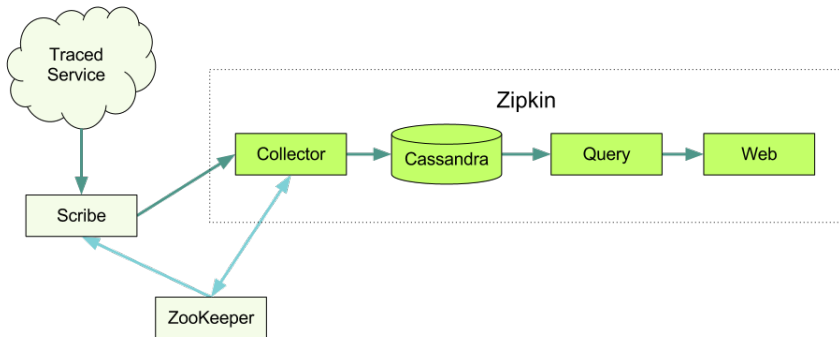 Traced
Service
Zipkin
Collector
Cassandra
Query
Web
Scribe
ZooKeeper